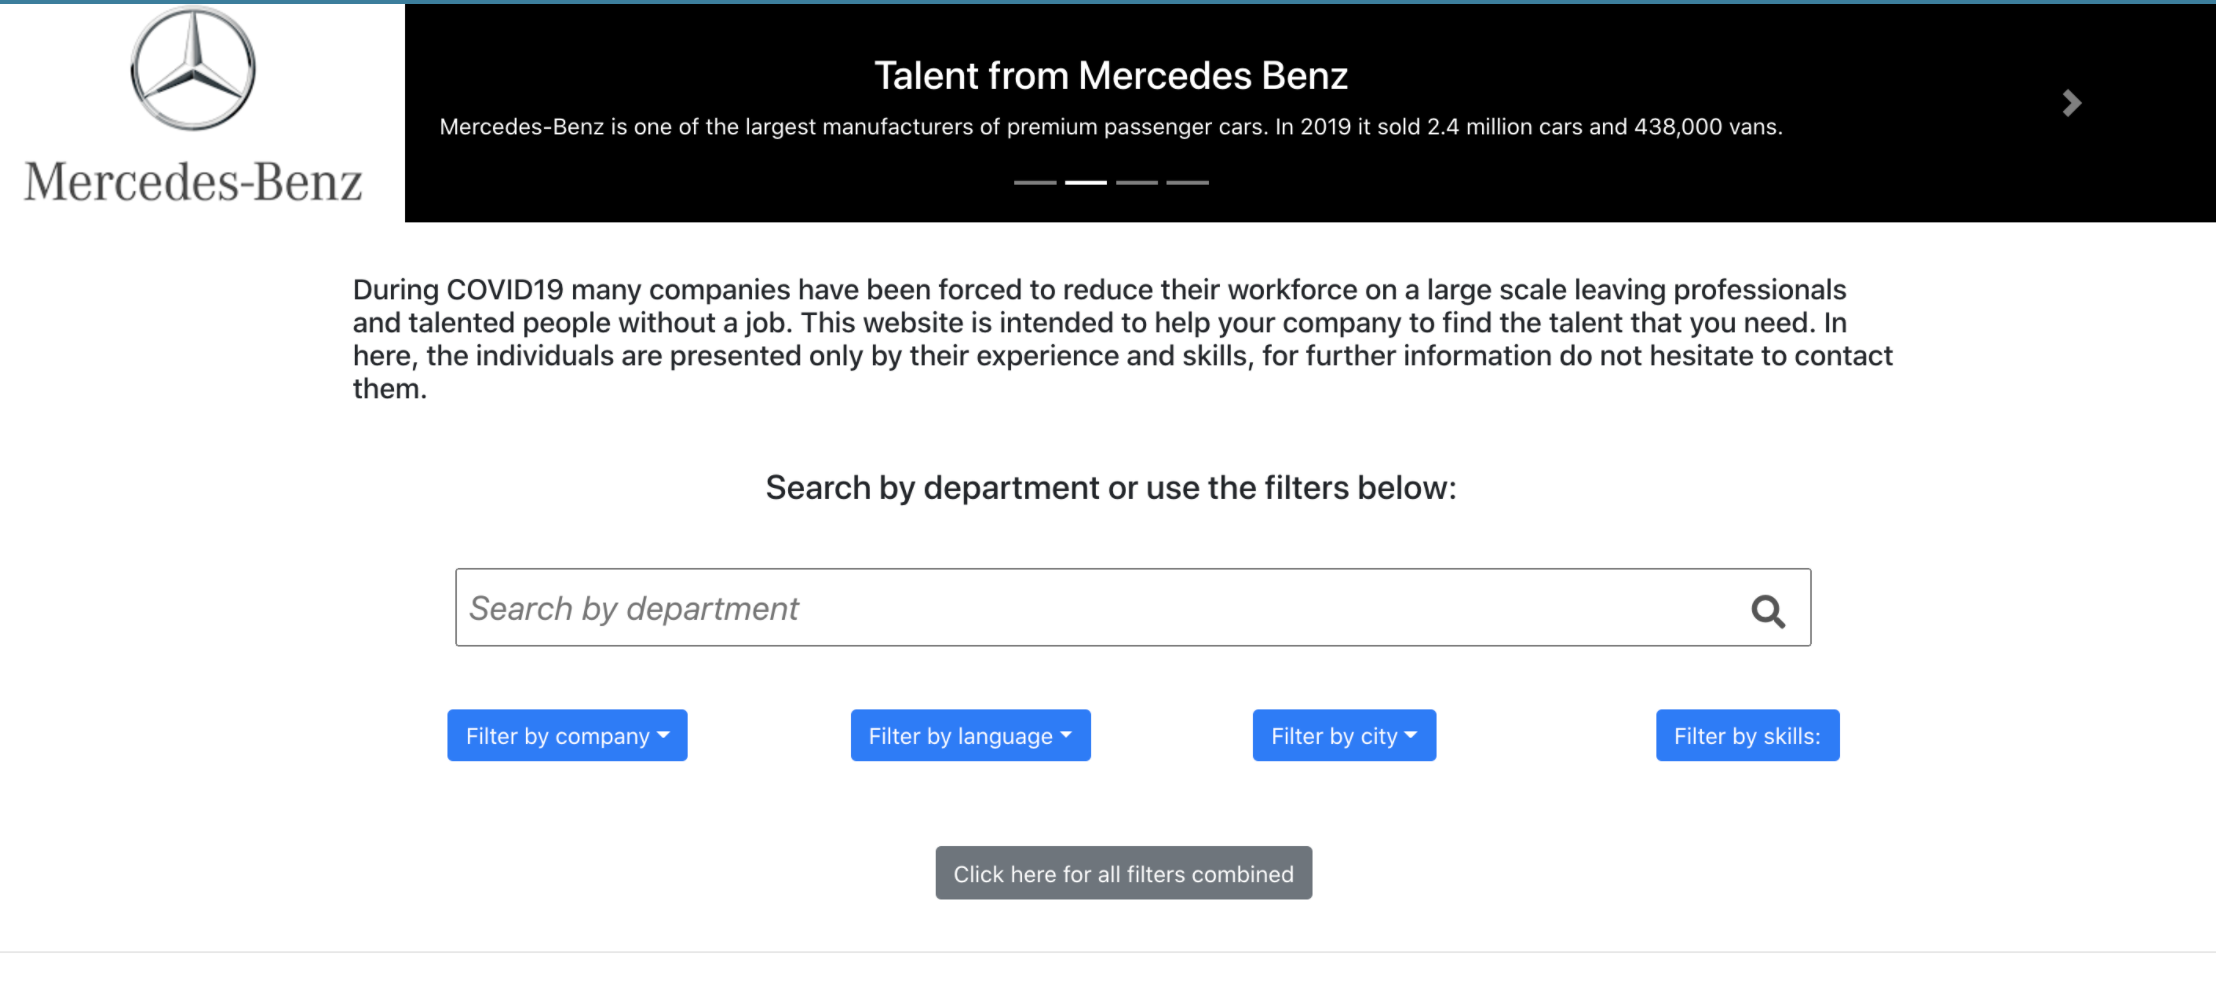 Mercedes-Benz
Talent from Mercedes Benz
Mercedes-Benz is one of the largest manufacturers of premium passenger cars. In 2019 it sold 2.4 million cars and 438,000 vans.
During COVID19 many companies have been forced to reduce their workforce on a large scale leaving professionals
and talented people without a job. This website is intended to help your company to find the talent that you need. In
here, the individuals are presented only by their experience and skills, for further information do not hesitate to contact
them.
Search by department or use the filters below:
Search by department
Filter by company
Filter by language
Filter by city
Filter by skills:
Click here for all filters combined